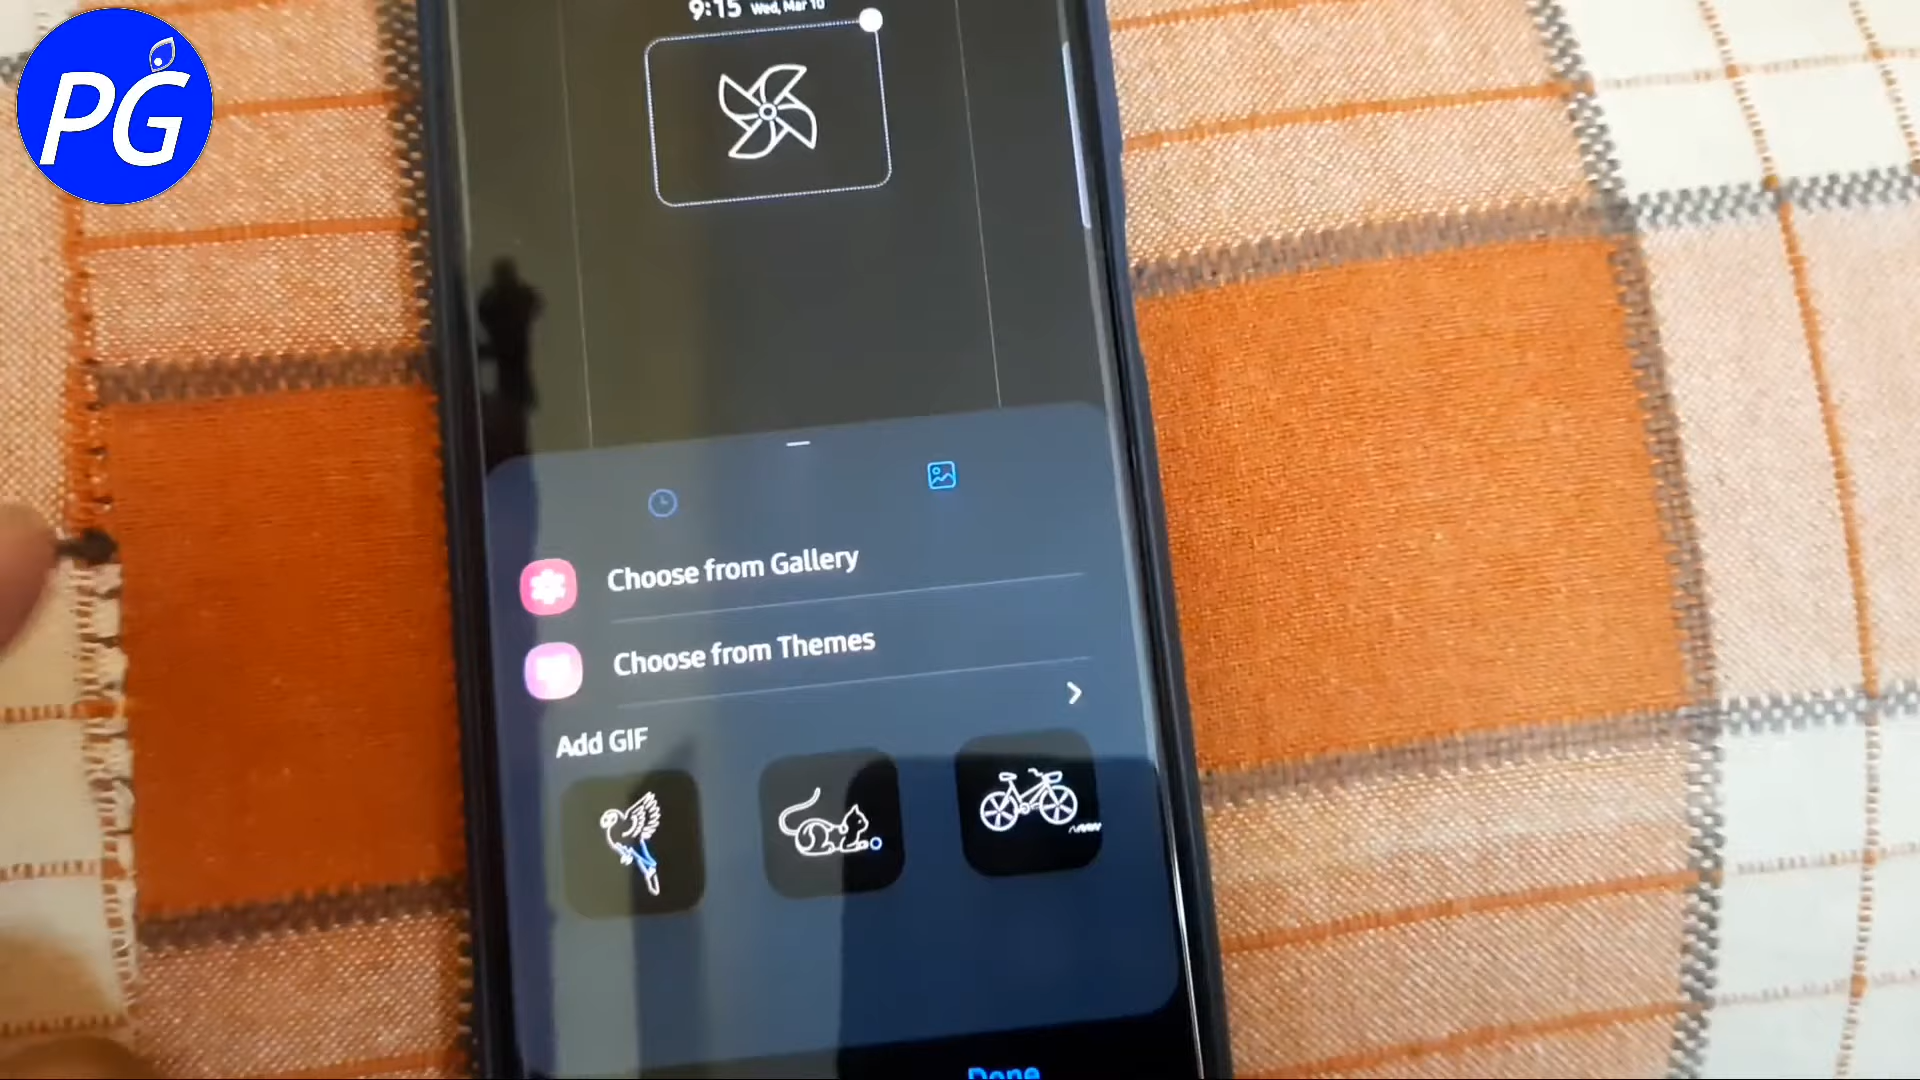 PG
9:15 Wed, Mar 10
Choose from Gallery
Choose from Themes
Add GIF
Done